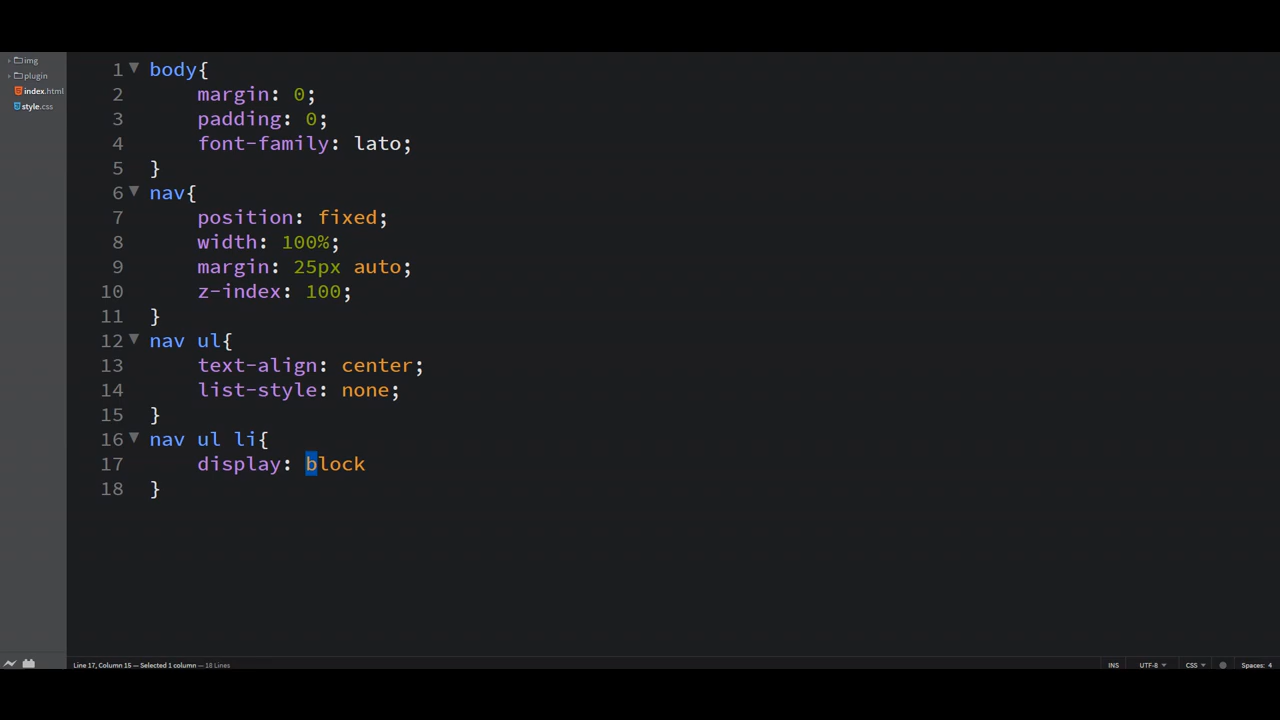 img
plugin
index.html
style.css
1 body{
2 margin: 0;
3 padding: 0;
4 font-family: lato;
5 }
6 nav{
7 position: fixed;
8 width: 100%;
9 margin: 25px auto;
10 z-index: 100;
11 }
12 nav ul{
13 text-align: center;
14 list-style: none;
15 }
16 nav ul li{
17 display: block
18 }
Line 17, Column 15 — Selected 1 column — 18 Lines
INS UTF-8 CSS Spaces: 4